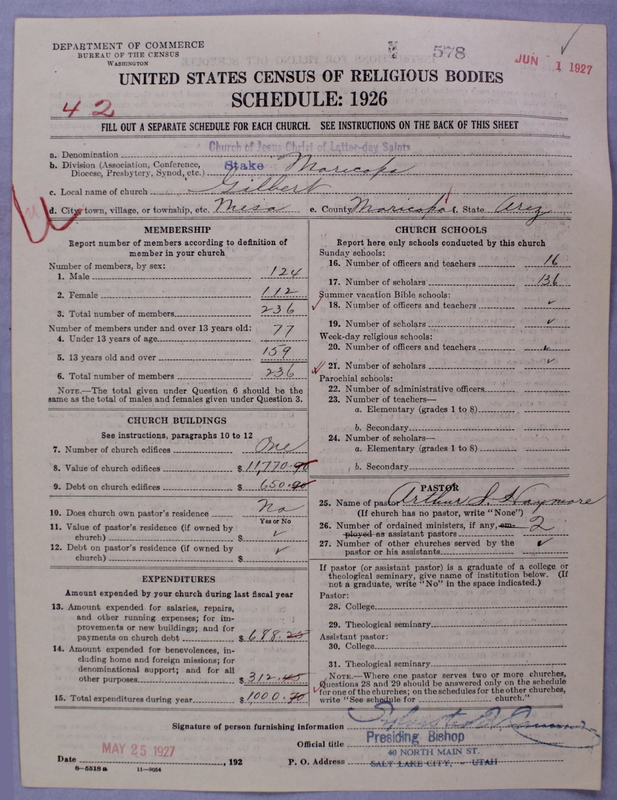 DEPARTMENT OF COMMERCE
BUREAU OF THE CENSUS
WASHINGTON
578
JUN 1 1927
UNITED STATES CENSUS OF RELIGIOUS BODIES
SCHEDULE: 1926
42
FILL OUT A SEPARATE SCHEDULE FOR EACH CHURCH. SEE INSTRUCTIONS ON THE BACK OF THIS SHEET
a. Denomination Church of Jesus Christ of Latter-day Saints
b. Division (Association, Conference, Diocese, Presbytery, Synod, etc.) Stake Maricopa
c. Local name of church Gilbert
d. City, town, village, or township, etc. Mesa e. County Maricopa f. State Ariz
MEMBERSHIP
Report number of members according to definition of
member in your church
Number of members, by sex:
1. Male 124
2. Female 112
3. Total number of members 236
Number of members under and over 13 years old:
4. Under 13 years of age 77
5. 13 years old and over 159
6. Total number of members 236
NOTE.—The total given under Question 6 should be
same as the total of males and females given under Question 3.
CHURCH BUILDINGS
See instructions, paragraphs 10 to 12
7. Number of church edifices One
8. Value of church edifices $ 11,770.
9. Debt on church edifices $ 650.
10. Does church own pastor's residence No
Yes or No
11. Value of pastor's residence (if owned by
church) $ ✓
12. Debt on pastor's residence (if owned by
church) $ ✓
EXPENDITURES
Amount expended by your church during last fiscal year
13. Amount expended for salaries, repairs,
and other running expenses; for im-
provements or new buildings; and for
payments on church debt $ 688.25
14. Amount expended for benevolences, in-
cluding home and foreign missions; for
denominational support; and for all
other purposes $ 312.45
15. Total expenditures during year $ 1000.70
CHURCH SCHOOLS
Report here only schools conducted by this church
Sunday schools:
16. Number of officers and teachers 16
17. Number of scholars 136
Summer vacation Bible schools:
18. Number of officers and teachers ✓
19. Number of scholars ✓
Week-day religious schools:
20. Number of officers and teachers ✓
21. Number of scholars ✓
Parochial schools:
22. Number of administrative officers
23. Number of teachers—
a. Elementary (grades 1 to 8)
b. Secondary
24. Number of scholars—
a. Elementary (grades 1 to 8)
b. Secondary
PASTOR
25. Name of pastor Arthur S. Haymore
(If church has no pastor, write "None")
26. Number of ordained ministers, if any, em-
ployed as assistant pastors 2
27. Number of other churches served by the
pastor or his assistants ✓
If pastor (or assistant pastor) is a graduate of a college or
theological seminary, give name of institution below. (If
not a graduate, write "No" in the space indicated.)
Pastor:
28. College
29. Theological seminary
Assistant pastor:
30. College
31. Theological seminary
NOTE.—Where one pastor serves two or more churches,
Questions 28 and 29 should be answered only on the schedule
for one of the churches; on the schedules for the other churches,
write "See schedule for church."
Signature of person furnishing information Sylvester Q. Cannon
Official title Presiding Bishop
MAY 25 1927
Date , 192 P. O. Address 40 NORTH MAIN ST.
SALT LAKE CITY, - UTAH
8-5518a 11-9054